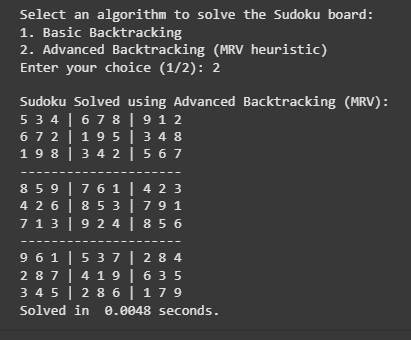 Select an algorithm to solve the Sudoku board:
1. Basic Backtracking
2. Advanced Backtracking (MRV heuristic)
Enter your choice (1/2): 2
Sudoku Solved using Advanced Backtracking (MRV):
5 3 4 | 6 7 8 | 9 1 2
6 7 2 | 1 9 5 | 3 4 8
1 9 8 | 3 4 2 | 5 6 7
---------------------
8 5 9 | 7 6 1 | 4 2 3
4 2 6 | 8 5 3 | 7 9 1
7 1 3 | 9 2 4 | 8 5 6
---------------------
9 6 1 | 5 3 7 | 2 8 4
2 8 7 | 4 1 9 | 6 3 5
3 4 5 | 2 8 6 | 1 7 9
Solved in  0.0048 seconds.